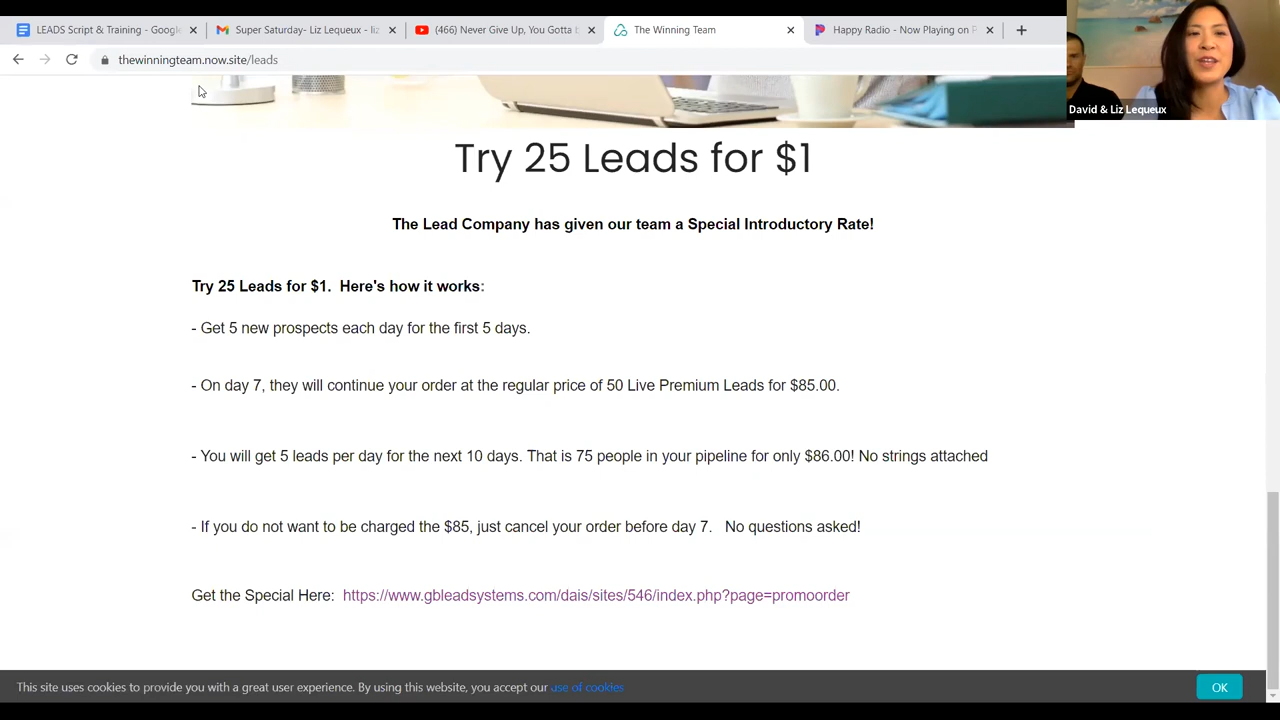 LEADS Script & Training - Google
Super Saturday- Liz Lequeux - liz
(466) Never Give Up, You Gotta b
The Winning Team
Happy Radio - Now Playing on P
thewinningteam.now.site/leads
David & Liz Lequeux
Try 25 Leads for $1
The Lead Company has given our team a Special Introductory Rate!
Try 25 Leads for $1. Here's how it works:
- Get 5 new prospects each day for the first 5 days.
- On day 7, they will continue your order at the regular price of 50 Live Premium Leads for $85.00.
- You will get 5 leads per day for the next 10 days. That is 75 people in your pipeline for only $86.00! No strings attached
- If you do not want to be charged the $85, just cancel your order before day 7. No questions asked!
Get the Special Here: https://www.gbleadsystems.com/dais/sites/546/index.php?page=promoorder
This site uses cookies to provide you with a great user experience. By using this website, you accept our use of cookies
OK